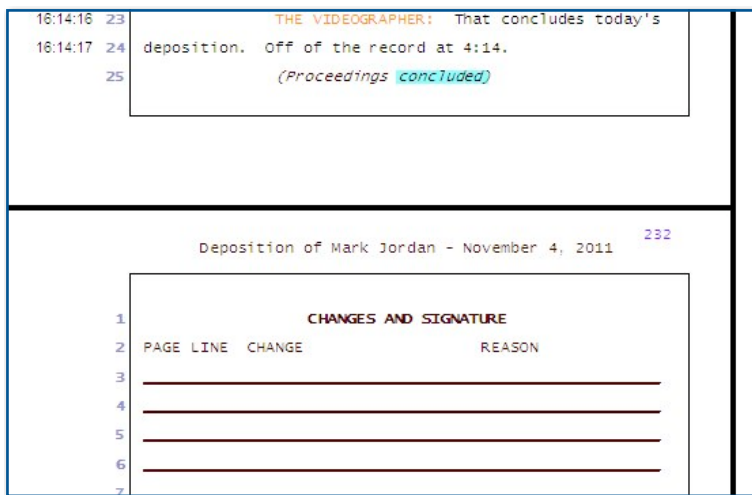 16:14:16 23 THE VIDEOGRAPHER: That concludes today's
16:14:17 24 deposition. Off of the record at 4:14.
25 (Proceedings concluded)
232
Deposition of Mark Jordan - November 4, 2011
1 CHANGES AND SIGNATURE
2 PAGE LINE CHANGE REASON
3
4
5
6
7